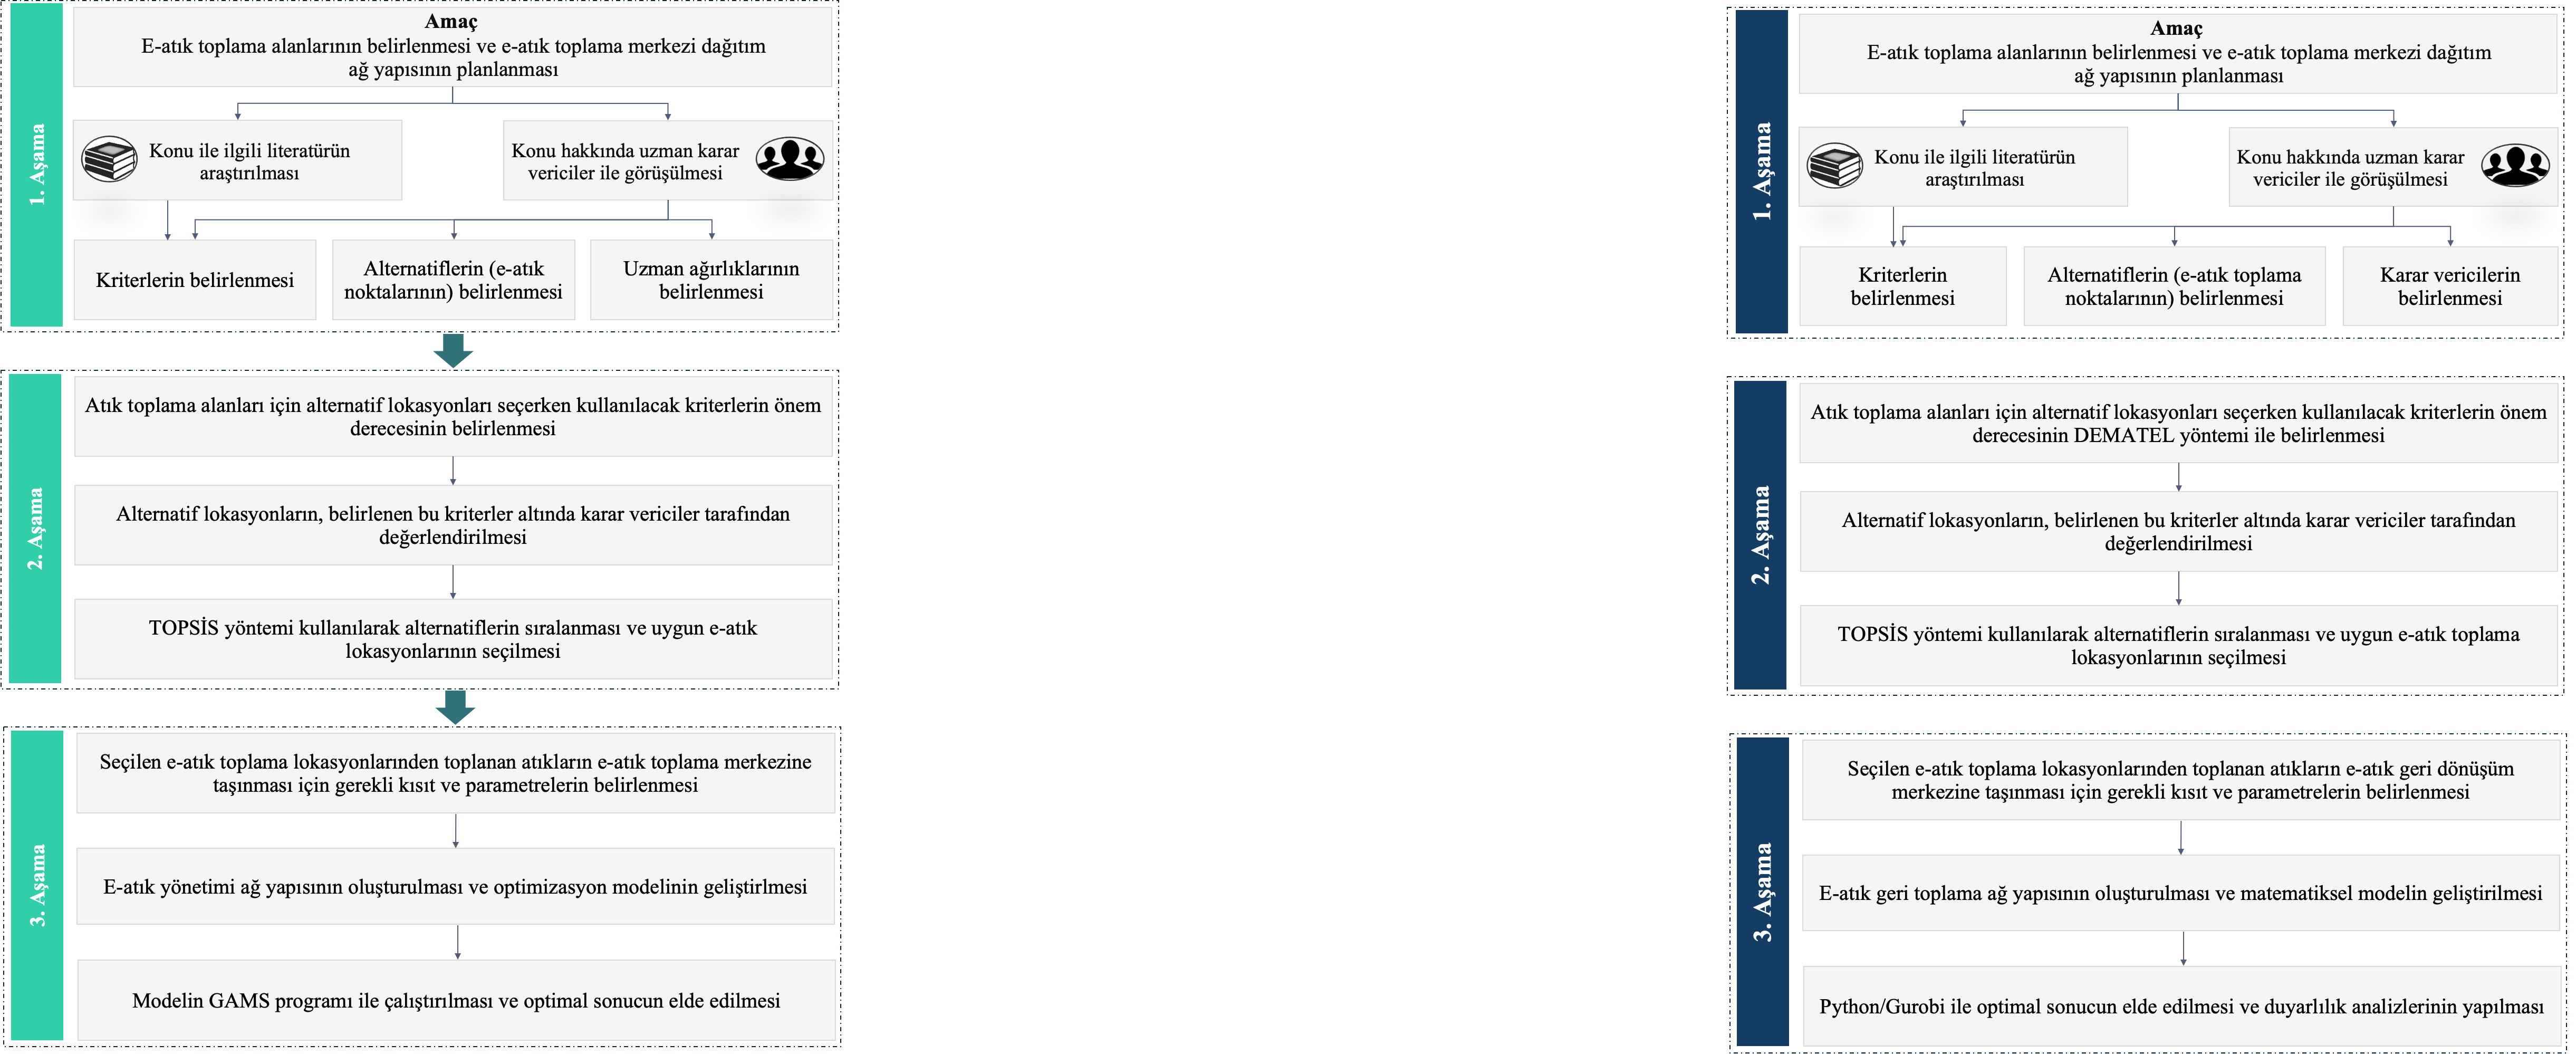 1. Aşama
Amaç
E-atık toplama alanlarının belirlenmesi ve e-atık toplama merkezi dağıtım
ağ yapısının planlanması
Konu ile ilgili literatürün
araştırılması
Konu hakkında uzman karar
vericiler ile görüşülmesi
Kriterlerin belirlenmesi
Alternatiflerin (e-atık
noktalarının) belirlenmesi
Uzman ağırlıklarının
belirlenmesi
2. Aşama
Atık toplama alanları için alternatif lokasyonları seçerken kullanılacak kriterlerin önem
derecesinin belirlenmesi
Alternatif lokasyonların, belirlenen bu kriterler altında karar vericiler tarafından
değerlendirilmesi
TOPSİS yöntemi kullanılarak alternatiflerin sıralanması ve uygun e-atık
lokasyonlarının seçilmesi
3. Aşama
Seçilen e-atık toplama lokasyonlarınden toplanan atıkların e-atık toplama merkezine
taşınması için gerekli kısıt ve parametrelerin belirlenmesi
E-atık yönetimi ağ yapısının oluşturulması ve optimizasyon modelinin geliştirlmesi
Modelin GAMS programı ile çalıştırılması ve optimal sonucun elde edilmesi
1. Aşama
Amaç
E-atık toplama alanlarının belirlenmesi ve e-atık toplama merkezi dağıtım
ağ yapısının planlanması
Konu ile ilgili literatürün
araştırılması
Konu hakkında uzman karar
vericiler ile görüşülmesi
Kriterlerin
belirlenmesi
Alternatiflerin (e-atık toplama
noktalarının) belirlenmesi
Karar vericilerin
belirlenmesi
2. Aşama
Atık toplama alanları için alternatif lokasyonları seçerken kullanılacak kriterlerin önem
derecesinin DEMATEL yöntemi ile belirlenmesi
Alternatif lokasyonların, belirlenen bu kriterler altında karar vericiler tarafından
değerlendirilmesi
TOPSİS yöntemi kullanılarak alternatiflerin sıralanması ve uygun e-atık toplama
lokasyonlarının seçilmesi
3. Aşama
Seçilen e-atık toplama lokasyonlarınden toplanan atıkların e-atık geri dönüşüm
merkezine taşınması için gerekli kısıt ve parametrelerin belirlenmesi
E-atık geri toplama ağ yapısının oluşturulması ve matematiksel modelin geliştirilmesi
Python/Gurobi ile optimal sonucun elde edilmesi ve duyarlılık analizlerinin yapılması